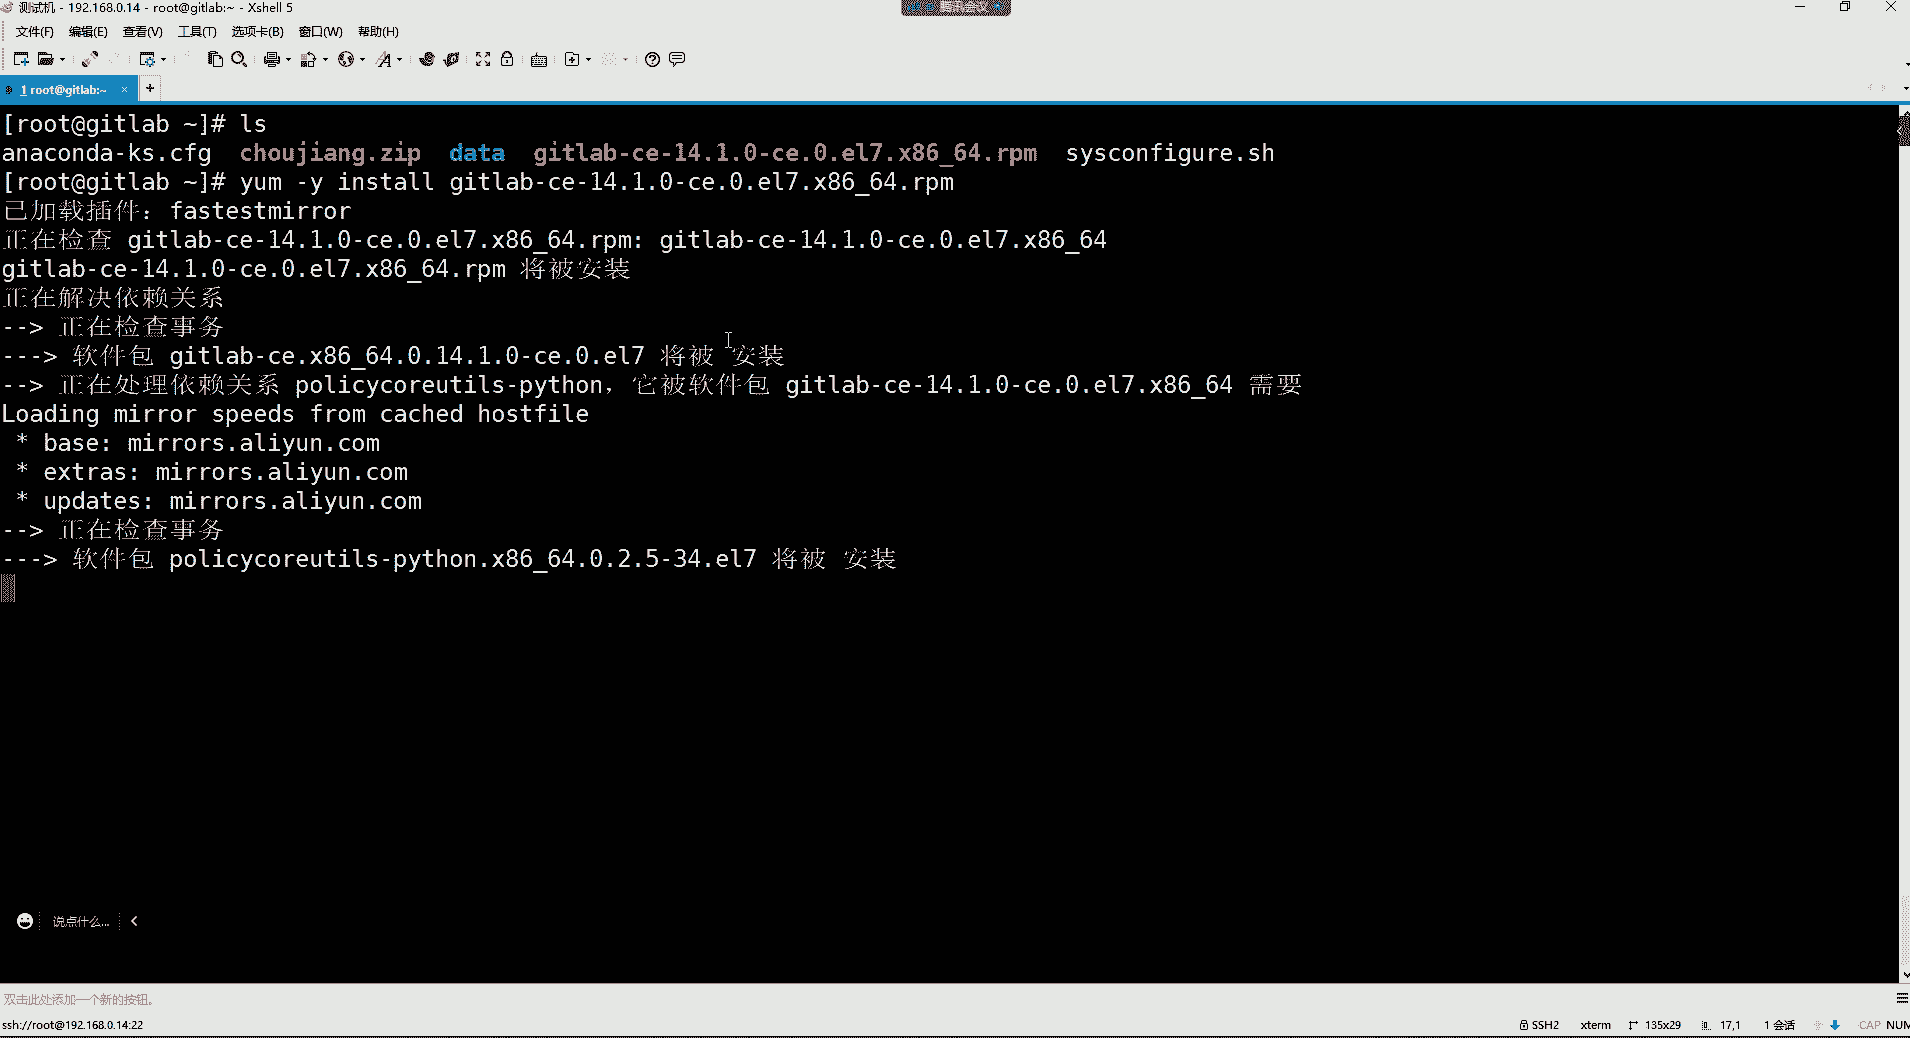 测试机 - 192.168.0.14 - root@gitlab:~ - Xshell 5
腾讯会议
文件(F) 编辑(E) 查看(V) 工具(T) 选项卡(B) 窗口(W) 帮助(H)
1 root@gitlab:~ × +
[root@gitlab ~]# ls
anaconda-ks.cfg choujiang.zip data gitlab-ce-14.1.0-ce.0.el7.x86_64.rpm sysconfigure.sh
[root@gitlab ~]# yum -y install gitlab-ce-14.1.0-ce.0.el7.x86_64.rpm
已加载插件：fastestmirror
正在检查 gitlab-ce-14.1.0-ce.0.el7.x86_64.rpm: gitlab-ce-14.1.0-ce.0.el7.x86_64
gitlab-ce-14.1.0-ce.0.el7.x86_64.rpm 将被安装
正在解决依赖关系
--> 正在检查事务
---> 软件包 gitlab-ce.x86_64.0.14.1.0-ce.0.el7 将被 安装
--> 正在处理依赖关系 policycoreutils-python，它被软件包 gitlab-ce-14.1.0-ce.0.el7.x86_64 需要
Loading mirror speeds from cached hostfile
 * base: mirrors.aliyun.com
 * extras: mirrors.aliyun.com
 * updates: mirrors.aliyun.com
--> 正在检查事务
---> 软件包 policycoreutils-python.x86_64.0.2.5-34.el7 将被 安装
说点什么...
双击此处添加一个新的按钮。
ssh://root@192.168.0.14:22 SSH2 xterm 135x29 17,1 1 会话 CAP NUM